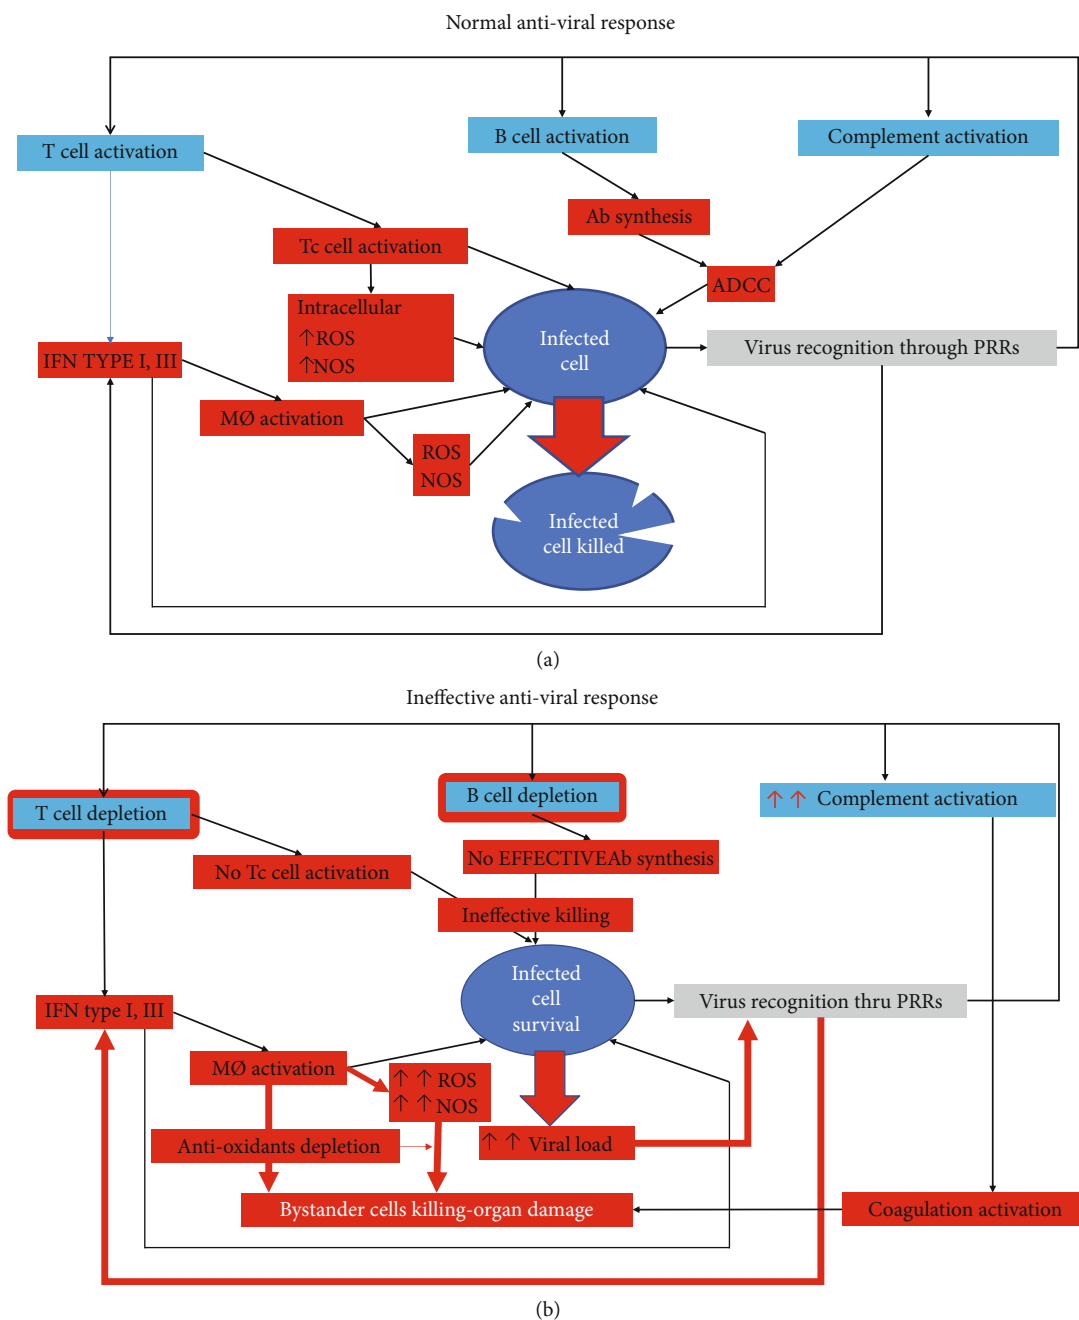 Normal anti-viral response
T cell activation
B cell activation
Complement activation
Ab synthesis
Tc cell activation
ADCC
Intracellular
↑ROS
↑NOS
Infected
cell
Virus recognition through PRRs
IFN TYPE I, III
MØ activation
ROS
NOS
Infected
cell killed
(a)
Ineffective anti-viral response
T cell depletion
B cell depletion
↑ ↑ Complement activation
No EFFECTIVEAb synthesis
No Tc cell activation
Ineffective killing
Infected
cell
survival
Virus recognition thru PRRs
IFN type I, III
MØ activation
↑ ↑ ROS
↑ ↑ NOS
Anti-oxidants depletion
↑ ↑ Viral load
Bystander cells killing-organ damage
Coagulation activation
(b)